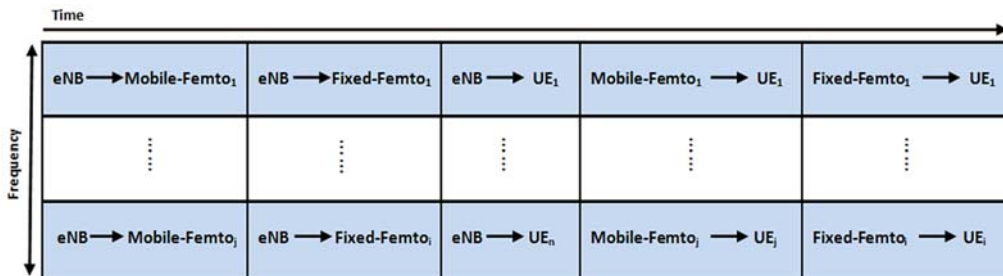 Time
Frequency
eNB → Mobile-Femto₁ eNB → Fixed-Femto₁ eNB → UE₁ Mobile-Femto₁ → UE₁ Fixed-Femto₁ → UE₁
eNB → Mobile-Femtoⱼ eNB → Fixed-Femtoᵢ eNB → UEₙ Mobile-Femtoⱼ → UEⱼ Fixed-Femtoᵢ → UEᵢ